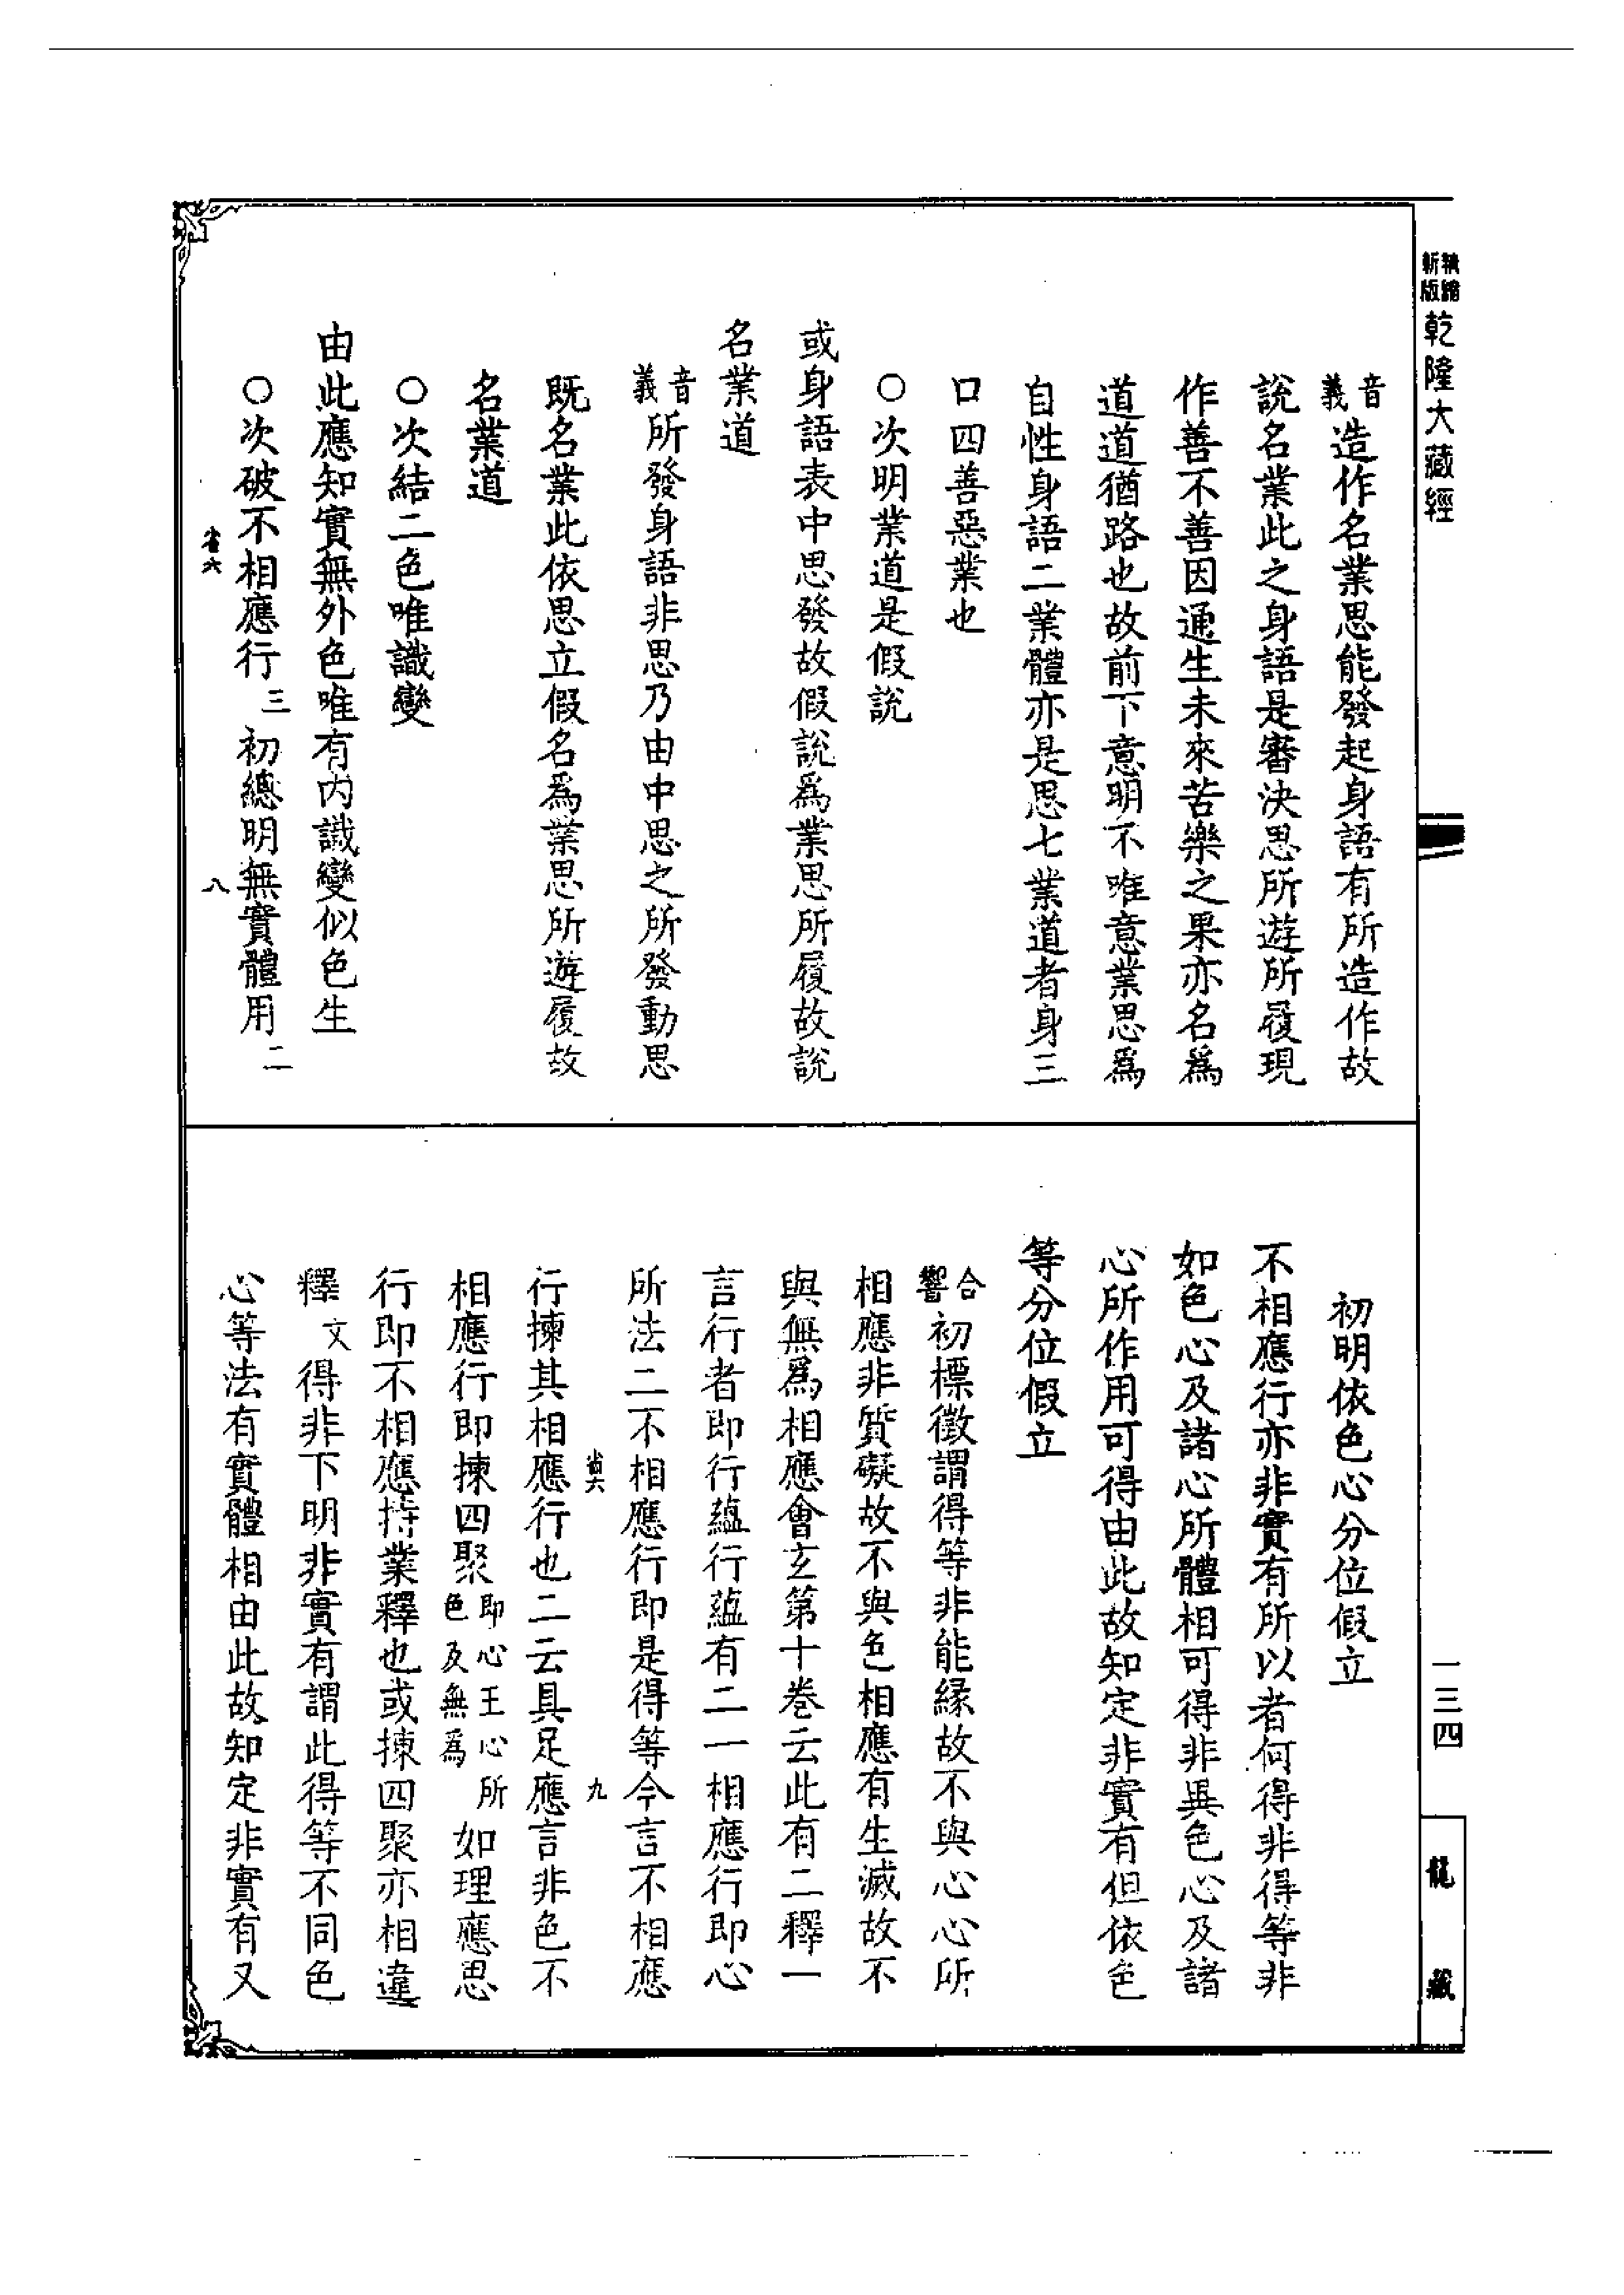 新版
精縮
乾隆大藏經
音義造作名業思能發起身語有所造作故
說名業此之身語是審決思所遊所履現
作善不善因通生未來苦樂之果亦名爲
道道猶路也故前下意明不唯意業思爲
自性身語二業體亦是思七業道者身三
口四善惡業也
○次明業道是假說
或身語表中思發故假說爲業思所履故說
名業道
音義所發身語非思乃由中思之所發動思
既名業此依思立假名爲業思所遊履故
名業道
○次結二色唯識變
由此應知實無外色唯有內識變似色生
○次破不相應行三初總明無實體用二
省六
八
初明依色心分位假立
不相應行亦非實有所以者何得非得等非
如色心及諸心所體相可得非異色心及諸
心所作用可得由此故知定非實有但依色
等分位假立
合響初標徵謂得等非能緣故不與心心所
相應非質礙故不與色相應有生滅故不
與無爲相應會玄第十卷云此有二釋一
言行者即行蘊行蘊有二一相應行即心
所法二不相應行即是得等今言不相應
省六
九
行揀其相應行也二云具足應言非色不
相應行即揀四聚即心王心所色及無爲如理應思
行即不相應持業釋也或揀四聚亦相違
釋文得非下明非實有謂此得等不同色
心等法有實體相由此故知定非實有又
一三四
龍藏